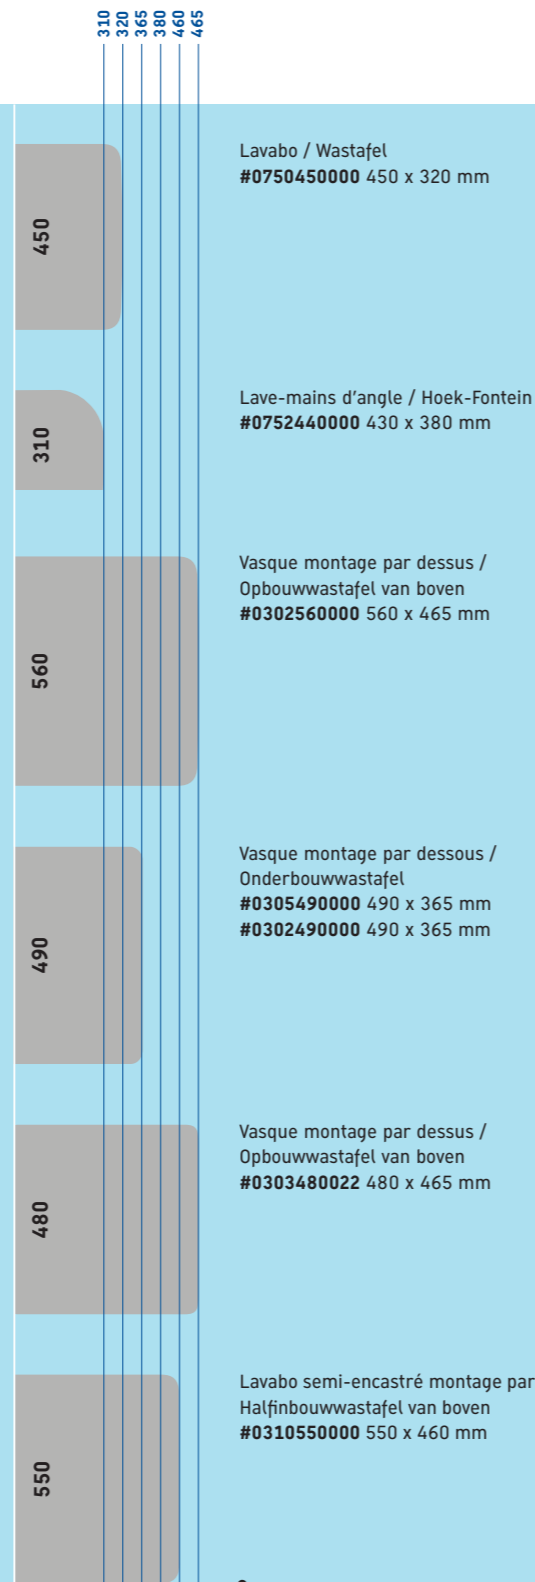 310
320
365
380
460
465
450
Lavabo / Wastafel
#0750450000 450 x 320 mm
310
Lave-mains d'angle / Hoek-Fontein
#0752440000 430 x 380 mm
560
Vasque montage par dessus /
Opbouwwastafel van boven
#0302560000 560 x 465 mm
490
Vasque montage par dessous /
Onderbouwwastafel
#0305490000 490 x 365 mm
#0302490000 490 x 365 mm
480
Vasque montage par dessus /
Opbouwwastafel van boven
#0303480022 480 x 465 mm
550
Lavabo semi-encastré montage par
Halfinbouwwastafel van boven
#0310550000 550 x 460 mm